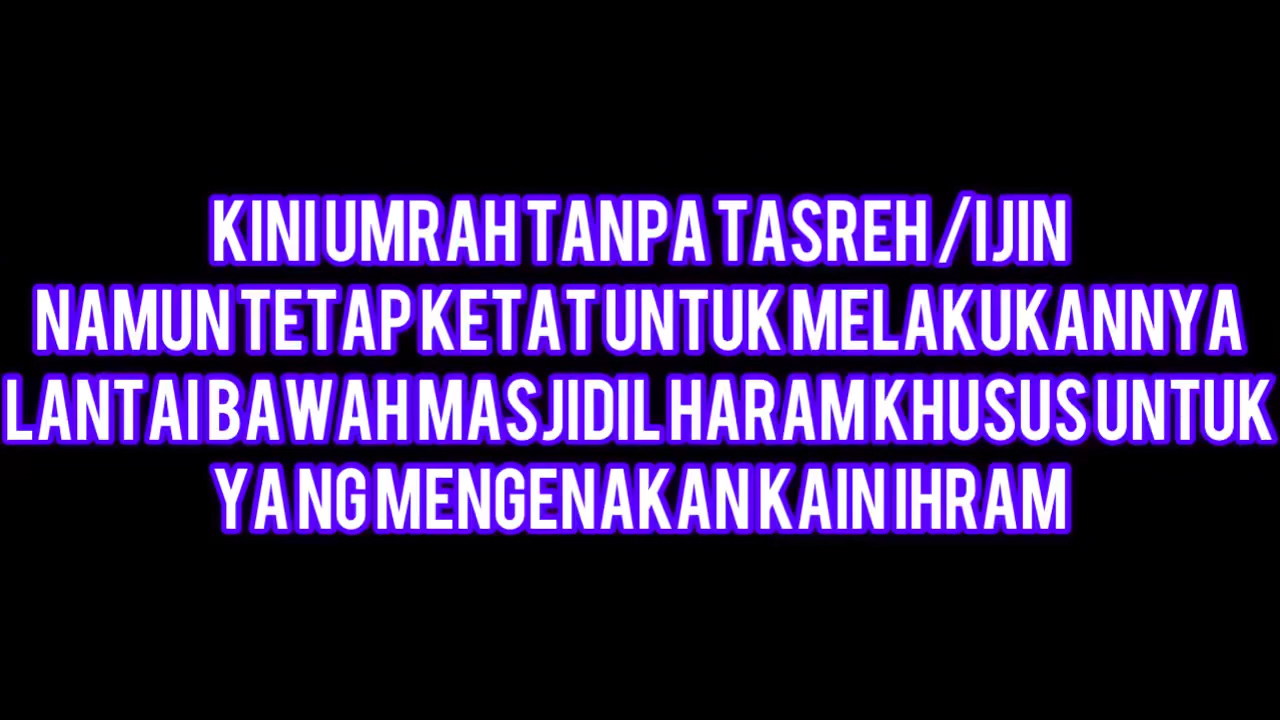 KINI UMRAH TANPA TASREH /IJIN
NAMUN TETAP KETAT UNTUK MELAKUKANNYA
LANTAI BAWAH MASJIDIL HARAM KHUSUS UNTUK
YANG MENGENAKAN KAIN IHRAM